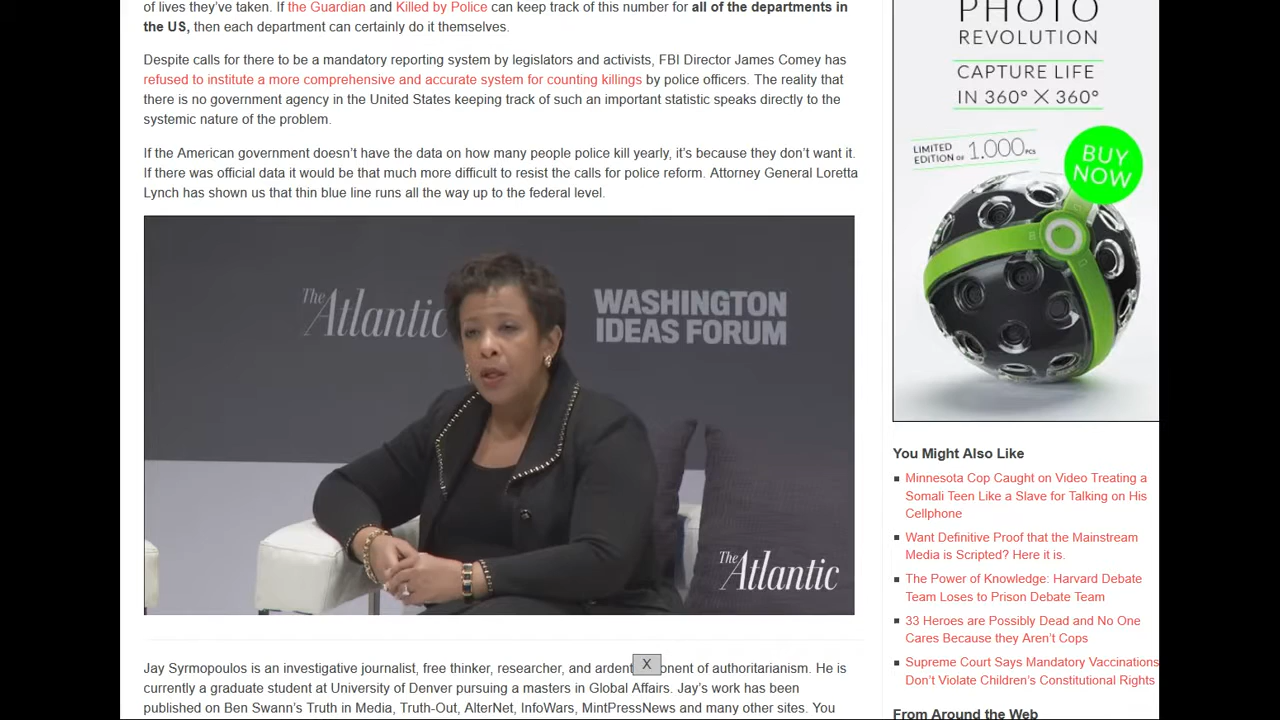 of lives they've taken. If the Guardian and Killed by Police can keep track of this number for all of the departments in
the US, then each department can certainly do it themselves.
Despite calls for there to be a mandatory reporting system by legislators and activists, FBI Director James Comey has
refused to institute a more comprehensive and accurate system for counting killings by police officers. The reality that
there is no government agency in the United States keeping track of such an important statistic speaks directly to the
systemic nature of the problem.
If the American government doesn't have the data on how many people police kill yearly, it's because they don't want it.
If there was official data it would be that much more difficult to resist the calls for police reform. Attorney General Loretta
Lynch has shown us that thin blue line runs all the way up to the federal level.
The Atlantic
WASHINGTON
IDEAS FORUM
The Atlantic
Jay Syrmopoulos is an investigative journalist, free thinker, researcher, and ardent onent of authoritarianism. He is
X
currently a graduate student at University of Denver pursuing a masters in Global Affairs. Jay's work has been
published on Ben Swann's Truth in Media, Truth-Out, AlterNet, InfoWars, MintPressNews and many other sites. You
PHOTO
REVOLUTION
CAPTURE LIFE
IN 360° X 360°
LIMITED
EDITION OF 1.000 PCS
BUY
NOW
You Might Also Like
Minnesota Cop Caught on Video Treating a
Somali Teen Like a Slave for Talking on His
Cellphone
Want Definitive Proof that the Mainstream
Media is Scripted? Here it is.
The Power of Knowledge: Harvard Debate
Team Loses to Prison Debate Team
33 Heroes are Possibly Dead and No One
Cares Because they Aren't Cops
Supreme Court Says Mandatory Vaccinations
Don't Violate Children's Constitutional Rights
From Around the Web